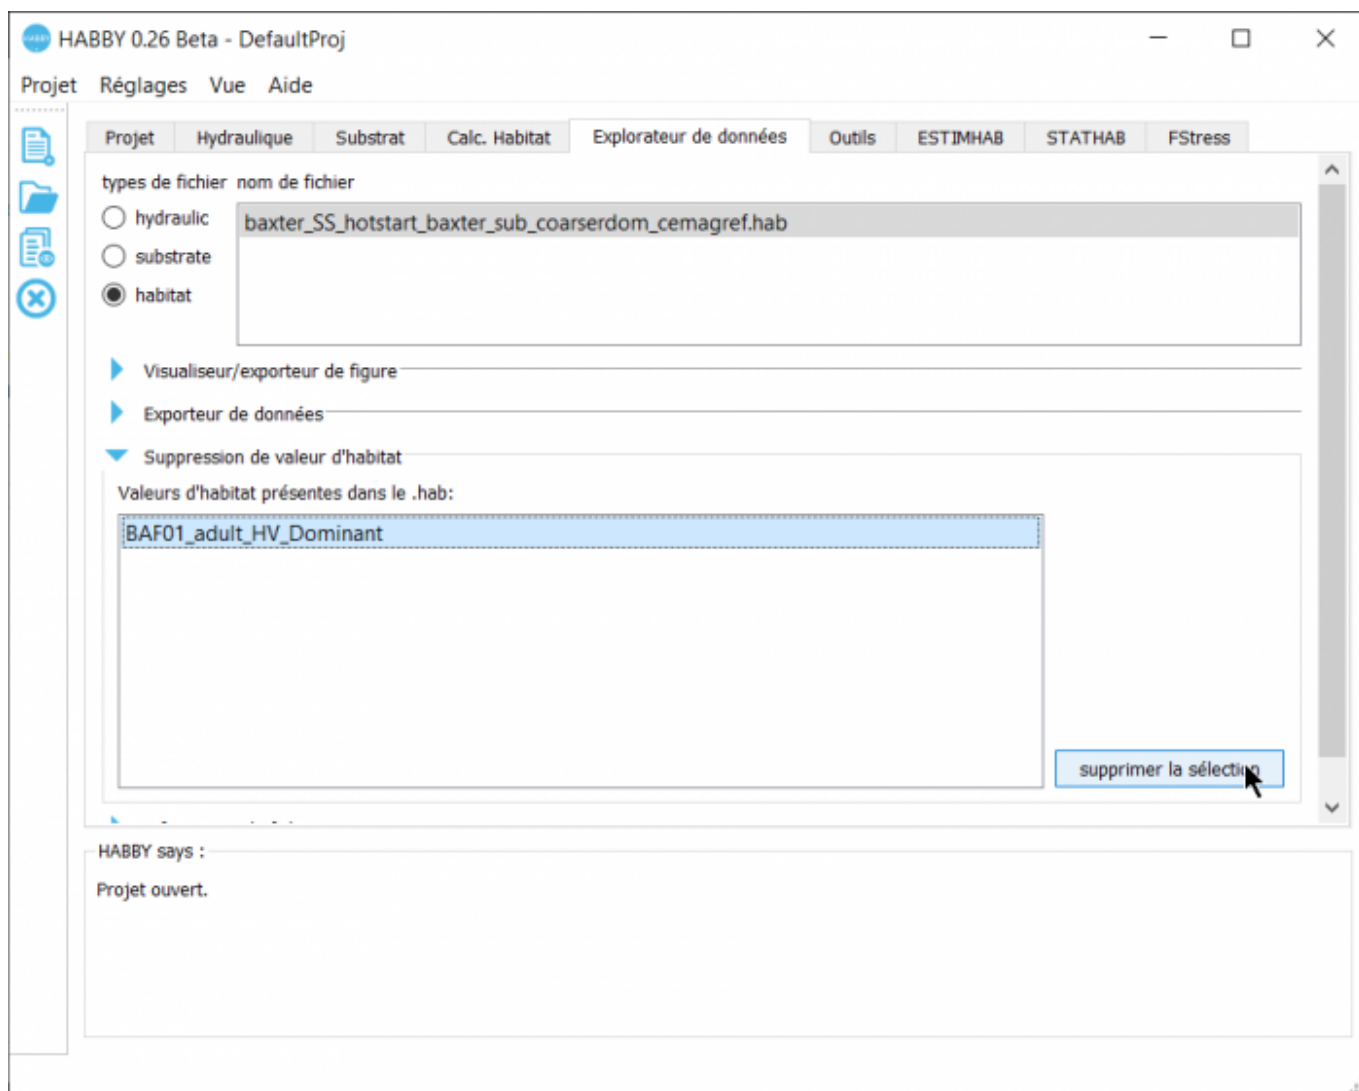 HABBY 0.26 Beta - DefaultProj
Projet Réglages Vue Aide
Projet Hydraulique Substrat Calc. Habitat Explorateur de données Outils ESTIMHAB STATHAB FStress
types de fichier nom de fichier
hydraulic
baxter_SS_hotstart_baxter_sub_coarserdom_cemagref.hab
substrate
habitat
Visualiseur/exporteur de figure
Exporteur de données
Suppression de valeur d'habitat
Valeurs d'habitat présentes dans le .hab:
BAF01_adult_HV_Dominant
supprimer la sélection
HABBY says :
Projet ouvert.